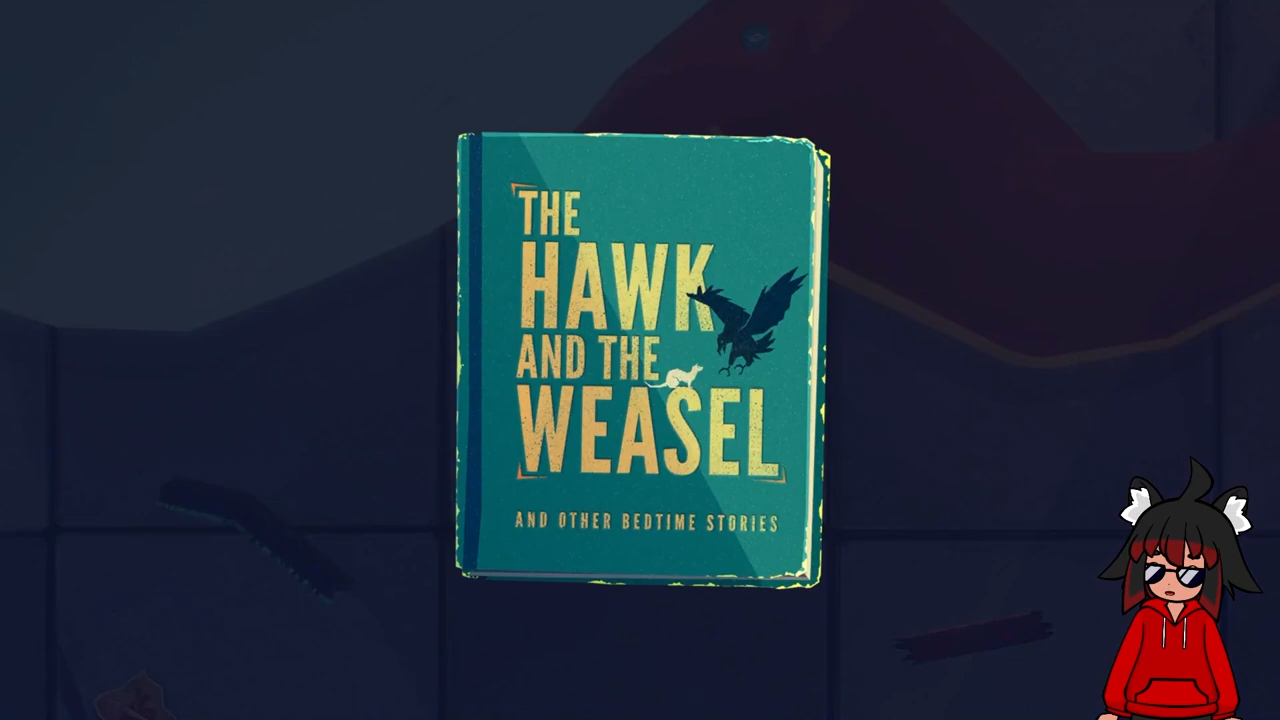 THE
HAWK
AND THE
WEASEL
AND OTHER BEDTIME STORIES